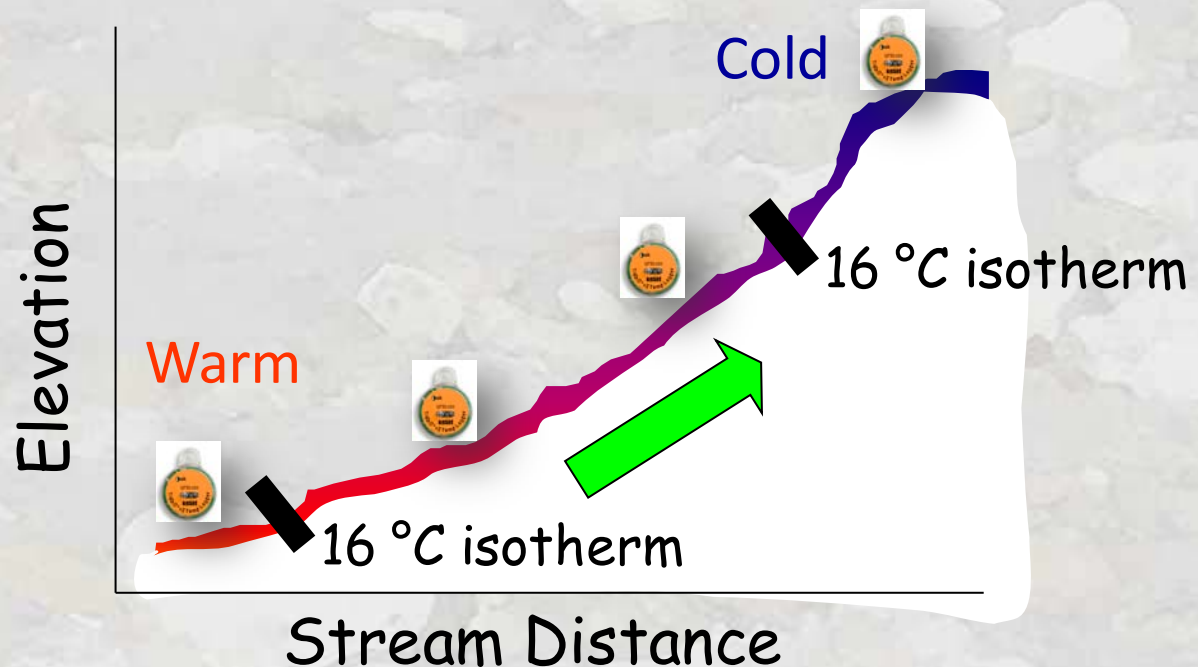 Cold
16 °C isotherm
Warm
Elevation
16 °C isotherm
Stream Distance